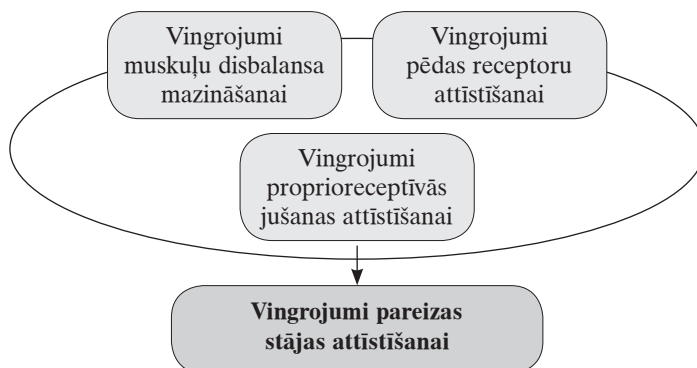 Vingrojumi
muskuļu disbalansa
mazināšanai
Vingrojumi
pēdas receptoru
attīstīšanai
Vingrojumi
proprioreceptīvās
jušanas attīstīšanai
Vingrojumi pareizas
stājas attīstīšanai